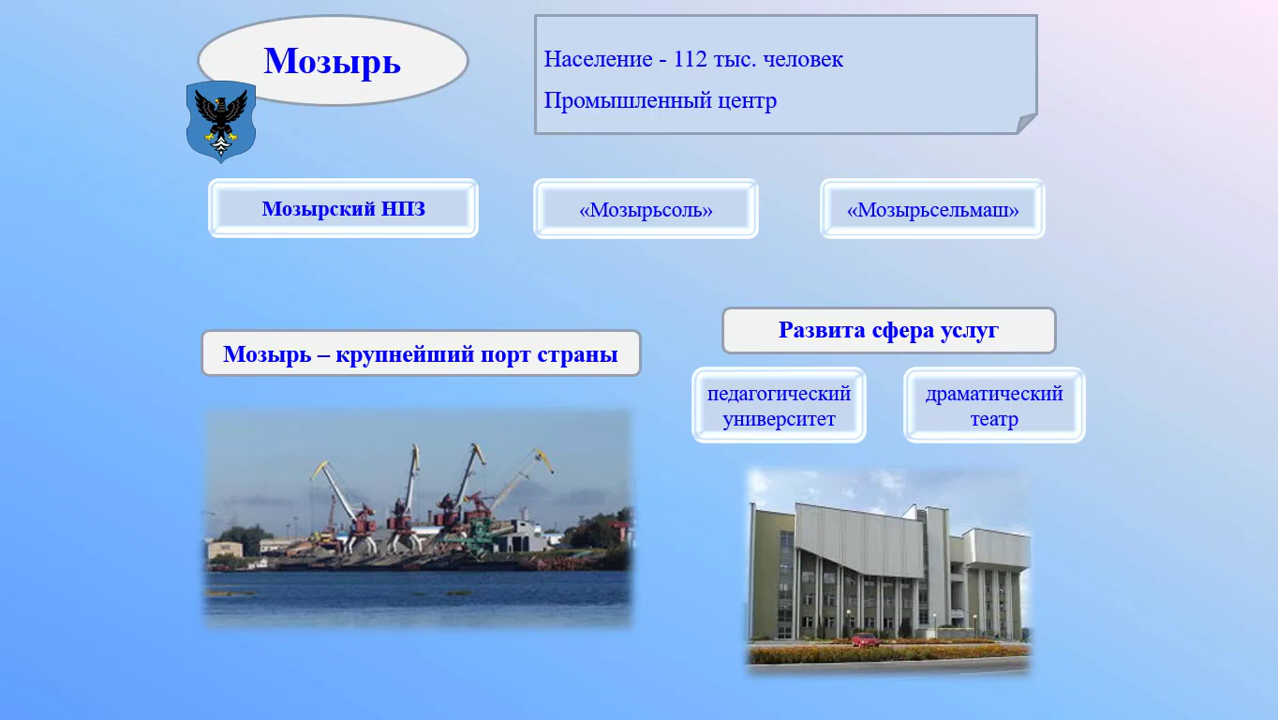 Мозырь
Население - 112 тыс. человек
Промышленный центр
Мозырский НПЗ
«Мозырьсоль»
«Мозырьсельмаш»
Мозырь – крупнейший порт страны
Развита сфера услуг
педагогический
университет
драматический
театр